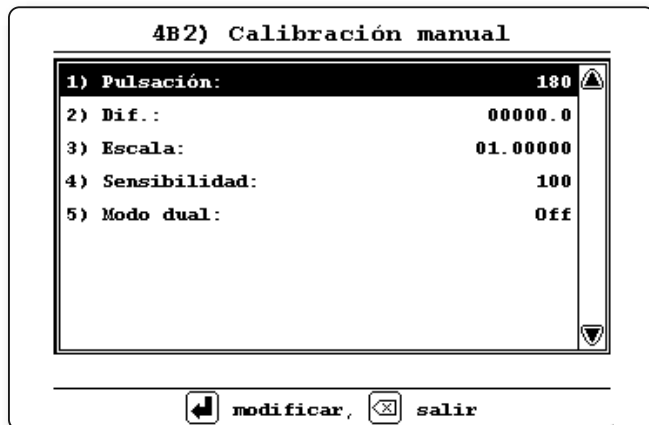 4B2) Calibración manual
1) Pulsación: 180
2) Dif.: 00000.0
3) Escala: 01.00000
4) Sensibilidad: 100
5) Modo dual: Off
modificar, salir